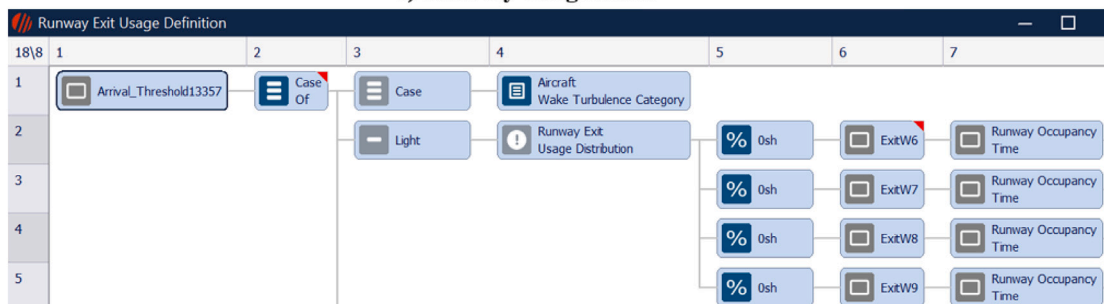 Runway Exit Usage Definition
18\8 1 2 3 4 5 6 7
1 Arrival_Threshold13357 Case Of Case Aircraft Wake Turbulence Category
2 Light Runway Exit Usage Distribution % 0sh ExitW6 Runway Occupancy Time
3 % 0sh ExitW7 Runway Occupancy Time
4 % 0sh ExitW8 Runway Occupancy Time
5 % 0sh ExitW9 Runway Occupancy Time